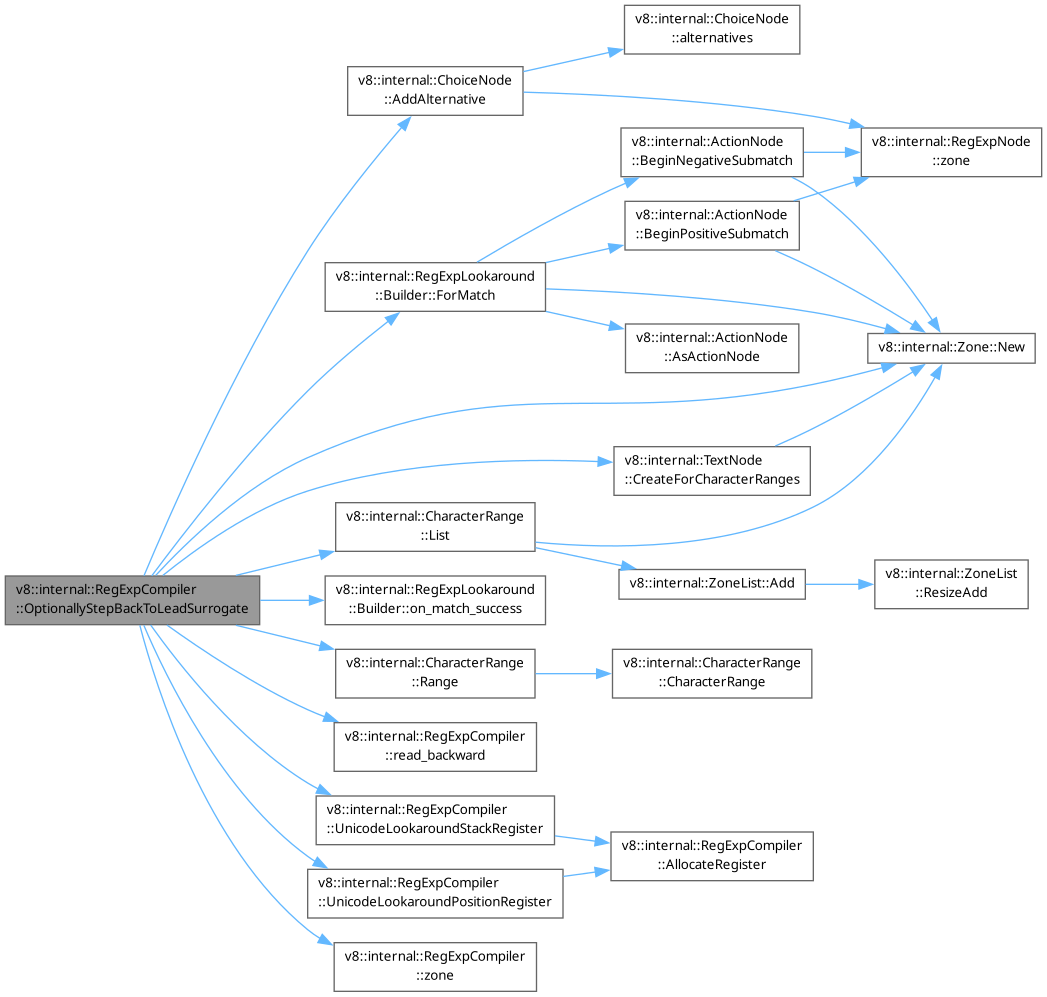 v8::internal::ChoiceNode
::alternatives
v8::internal::ChoiceNode
::AddAlternative
v8::internal::ActionNode
::BeginNegativeSubmatch
v8::internal::RegExpNode
::zone
v8::internal::ActionNode
::BeginPositiveSubmatch
v8::internal::RegExpLookaround
::Builder::ForMatch
v8::internal::ActionNode
::AsActionNode
v8::internal::Zone::New
v8::internal::TextNode
::CreateForCharacterRanges
v8::internal::CharacterRange
::List
v8::internal::ZoneList::Add
v8::internal::ZoneList
::ResizeAdd
v8::internal::RegExpCompiler
::OptionallyStepBackToLeadSurrogate
v8::internal::RegExpLookaround
::Builder::on_match_success
v8::internal::CharacterRange
::Range
v8::internal::CharacterRange
::CharacterRange
v8::internal::RegExpCompiler
::read_backward
v8::internal::RegExpCompiler
::UnicodeLookaroundStackRegister
v8::internal::RegExpCompiler
::AllocateRegister
v8::internal::RegExpCompiler
::UnicodeLookaroundPositionRegister
v8::internal::RegExpCompiler
::zone